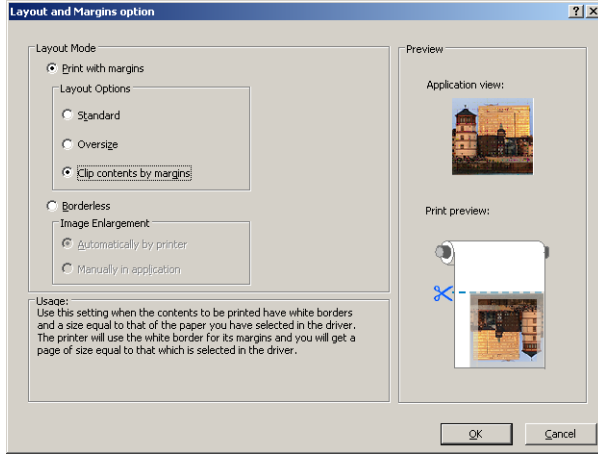 Layout and Margins option
Layout Mode
Print with margins
Layout Options
Standard
Oversize
Clip contents by margins
Borderless
Image Enlargement
Automatically by printer
Manually in application
Usage:
Use this setting when the contents to be printed have white borders
and a size equal to that of the paper you have selected in the driver.
The printer will use the white border for its margins and you will get a
page of size equal to that which is selected in the driver.
Preview
Application view:
Print preview:
OK
Cancel